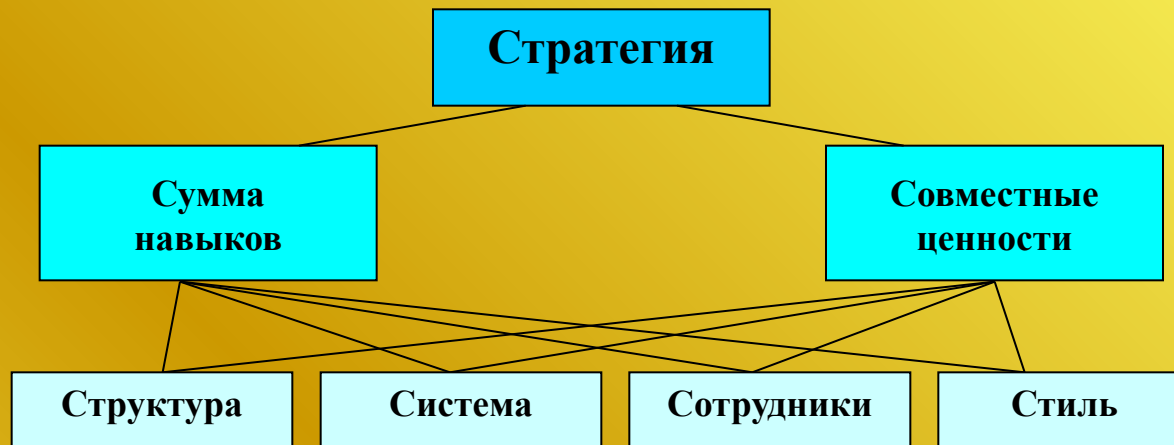 Стратегия
Сумма
навыков
Совместные
ценности
Структура
Система
Сотрудники
Стиль